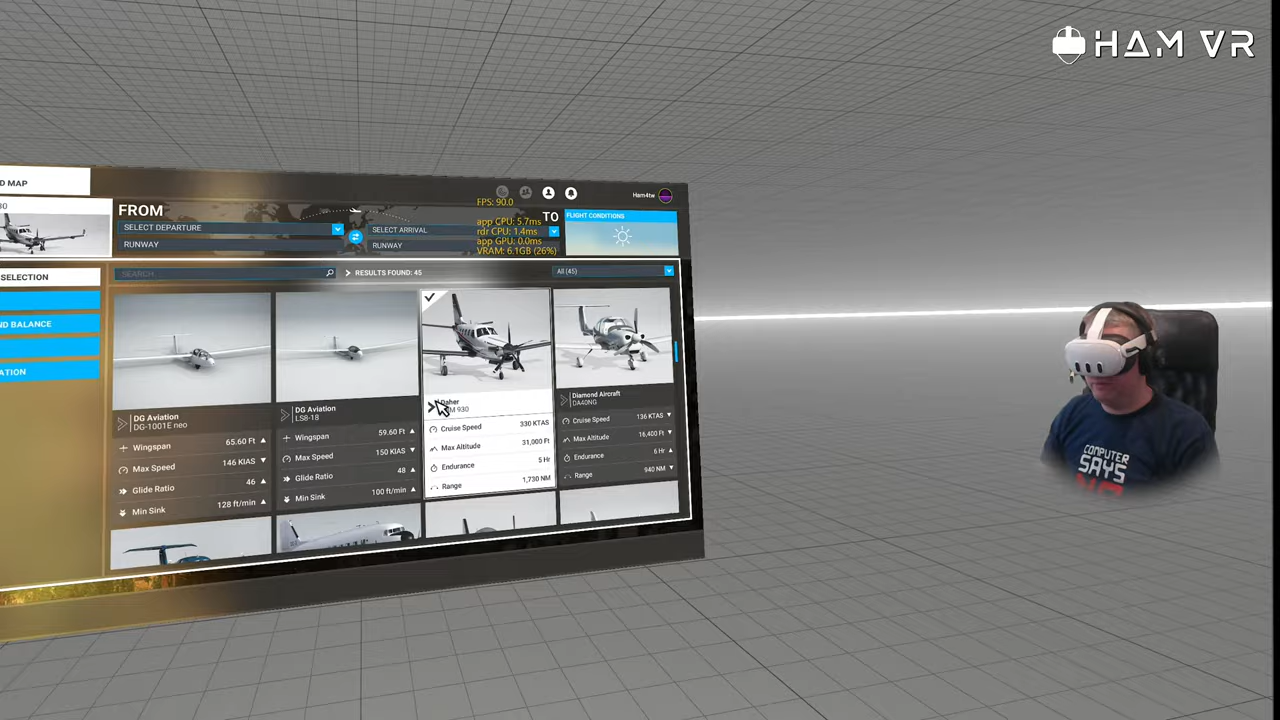 HAM VR
D MAP
Ham4tw
FPS: 90.0
app CPU: 5.7ms
rdr CPU: 1.4ms
app GPU: 0.0ms
VRAM: 6.1GB (26%)
FROM
SELECT DEPARTURE
RUNWAY
TO
SELECT ARRIVAL
RUNWAY
FLIGHT CONDITIONS
SELECTION
ND BALANCE
ATION
SEARCH
RESULTS FOUND: 45
All (45)
DG Aviation
DG-1001E neo
Wingspan 65.60 Ft
Max Speed 146 KIAS
Glide Ratio 46
Min Sink 128 ft/min
DG Aviation
LS8-18
Wingspan 59.60 Ft
Max Speed 150 KIAS
Glide Ratio 48
Min Sink 100 ft/min
Daher
M 930
Cruise Speed 330 KTAS
Max Altitude 31,000 Ft
Endurance 5 Hr
Range 1,730 NM
Diamond Aircraft
DA40NG
Cruise Speed 136 KTAS
Max Altitude 16,400 Ft
Endurance 6 Hr
Range 940 NM
COMPUTER
SAYS
NO